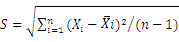 S = √∑ⁿᵢ₌₁(Xᵢ − X̄i)²/(n − 1)